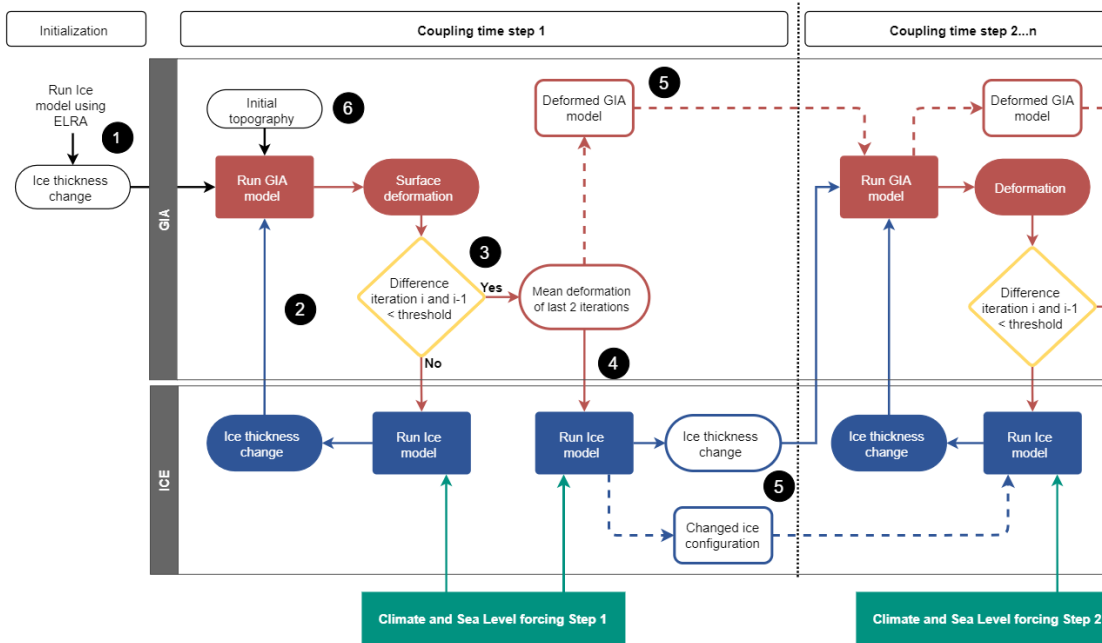 Initialization
Coupling time step 1
Coupling time step 2...n
Run Ice
model using
ELRA
1
Ice thickness
change
GIA
Initial
topography
6
Run GIA
model
Surface
deformation
2
Difference
iteration i and i-1
< threshold
3
Yes
No
Mean deformation
of last 2 iterations
4
Deformed GIA
model
5
Run GIA
model
Deformed GIA
model
Deformation
Difference
iteration i and i-1
< threshold
ICE
Ice thickness
change
Run Ice
model
Run Ice
model
Ice thickness
change
5
Changed ice
configuration
Ice thickness
change
Run Ice
model
Climate and Sea Level forcing Step 1
Climate and Sea Level forcing Step 2